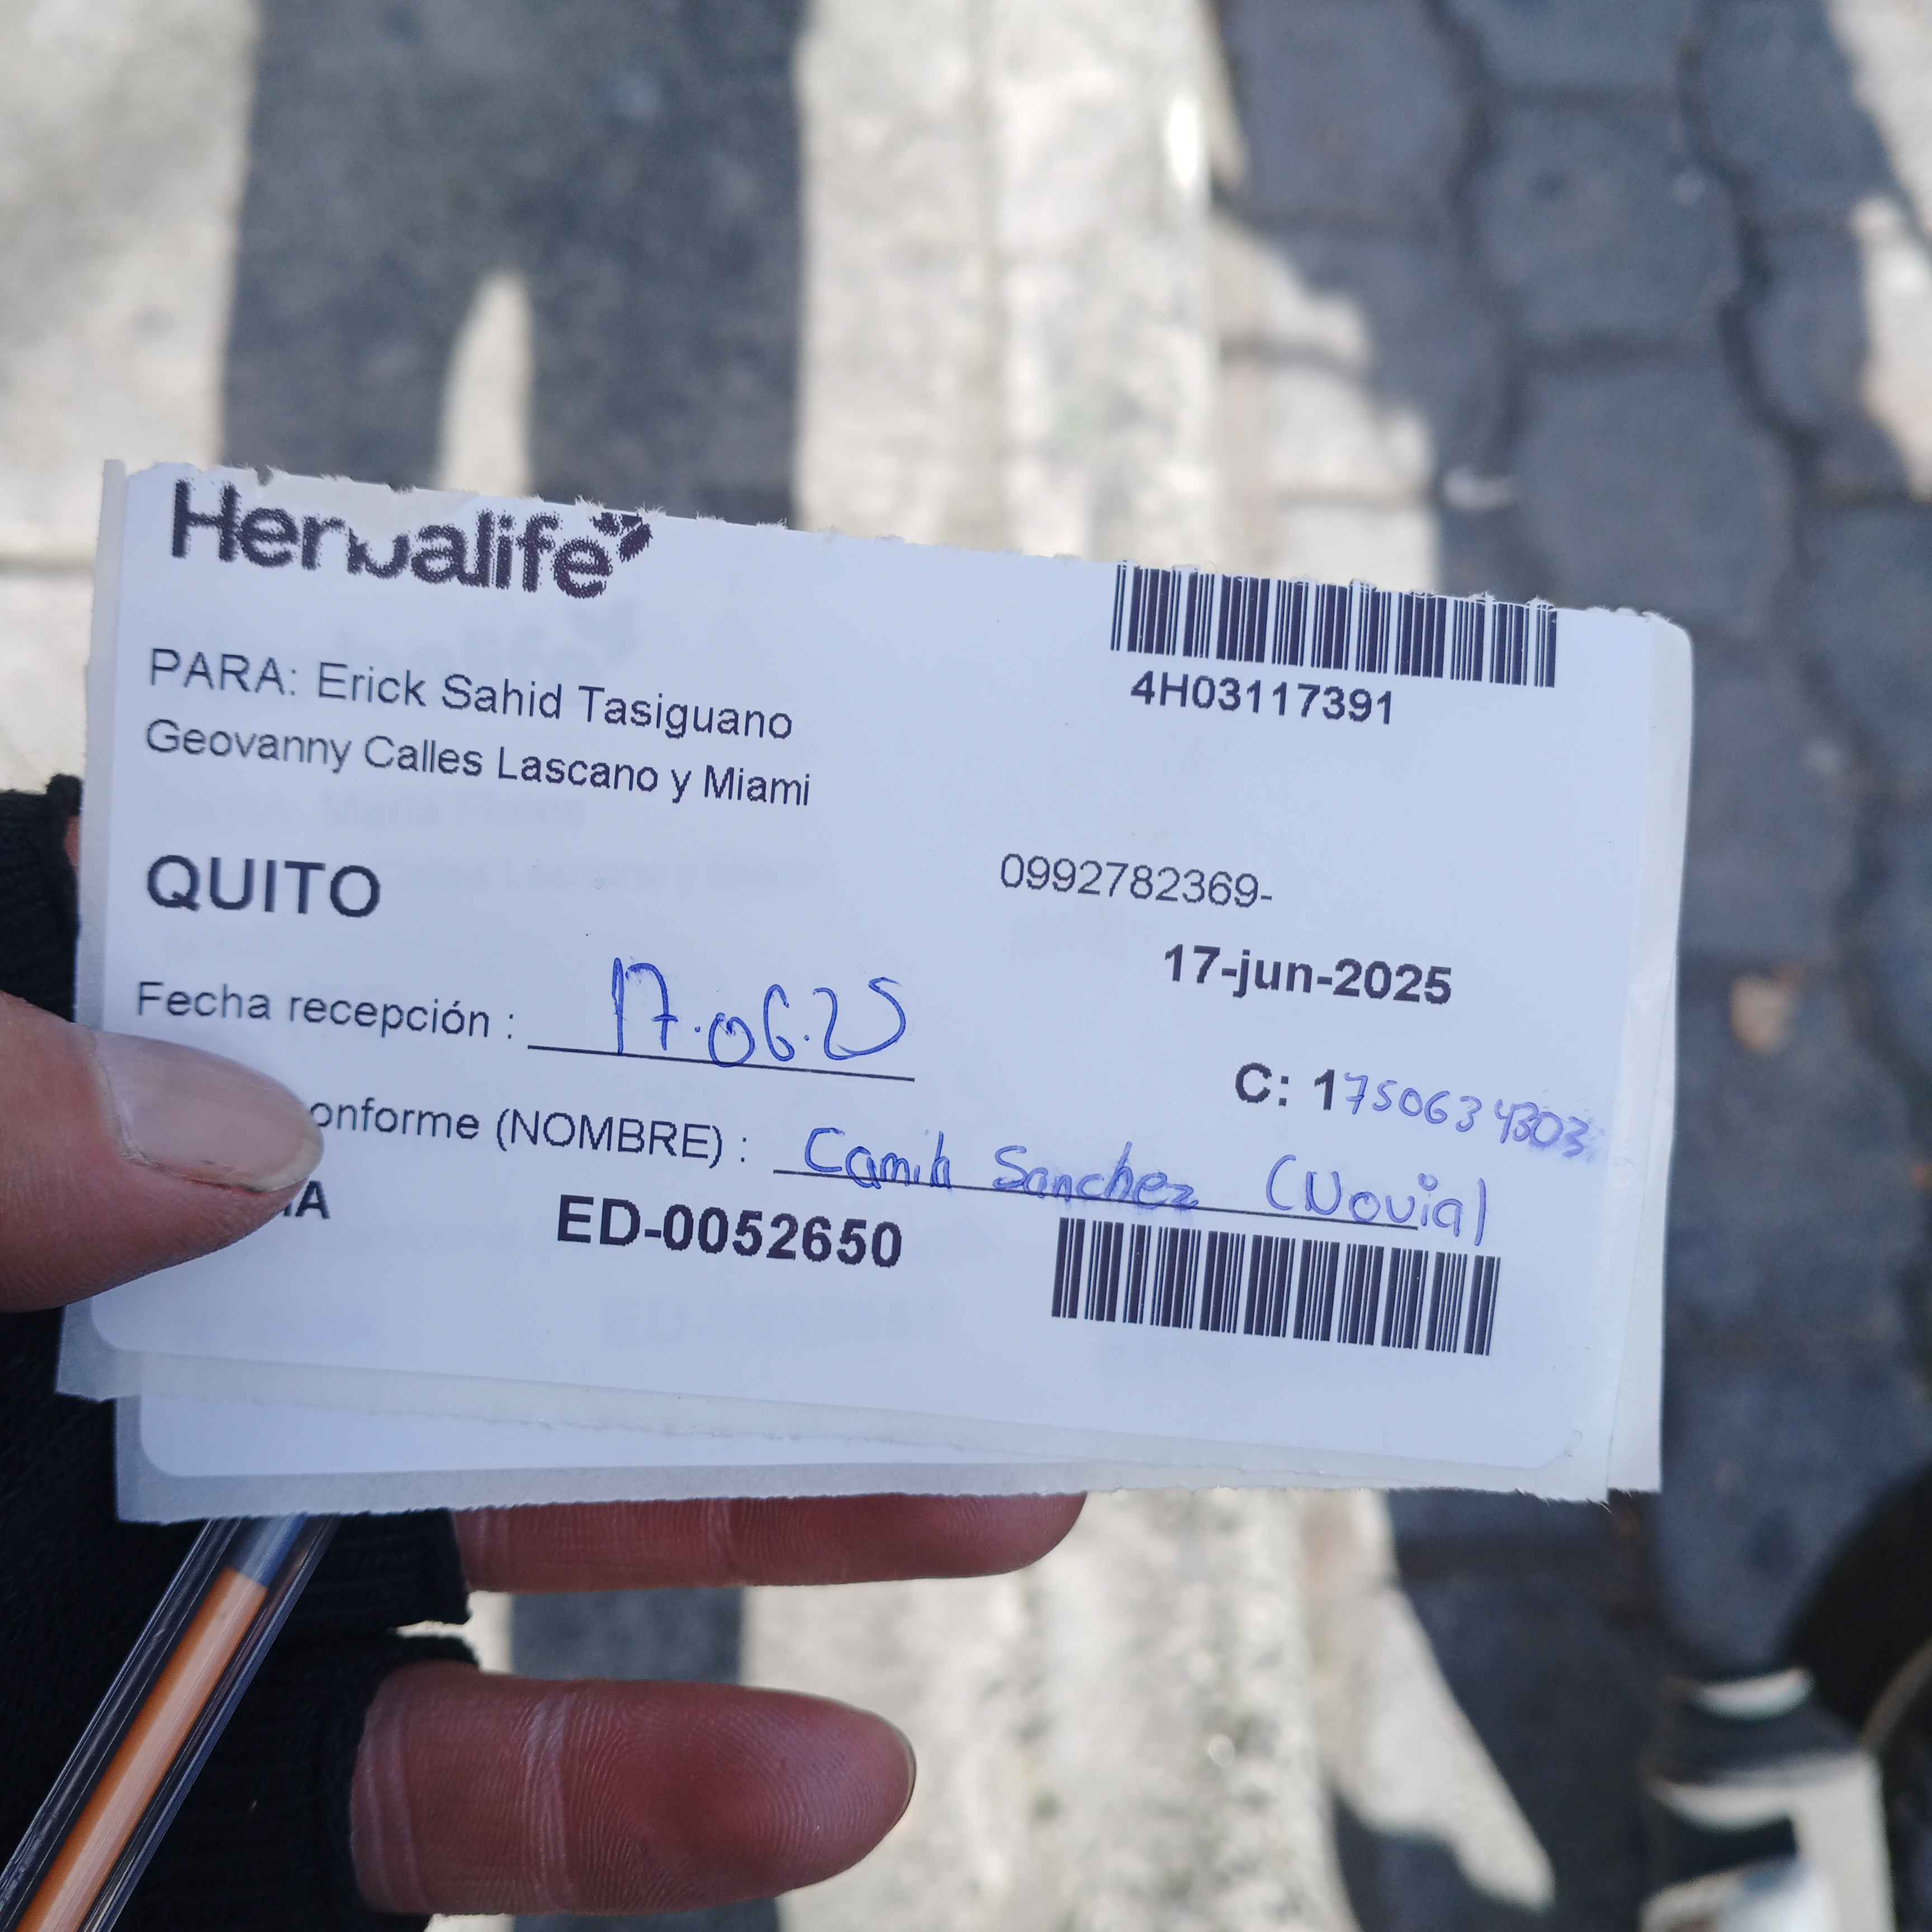 Herbalife
4H03117391
PARA: Erick Sahid Tasiguano
Geovanny Calles Lascano y Miami
QUITO
0992782369-
17-jun-2025
Fecha recepción : 17.06.25
C: 1750634303
onforme (NOMBRE) : Camila Sanchez (Novia)
IA
ED-0052650